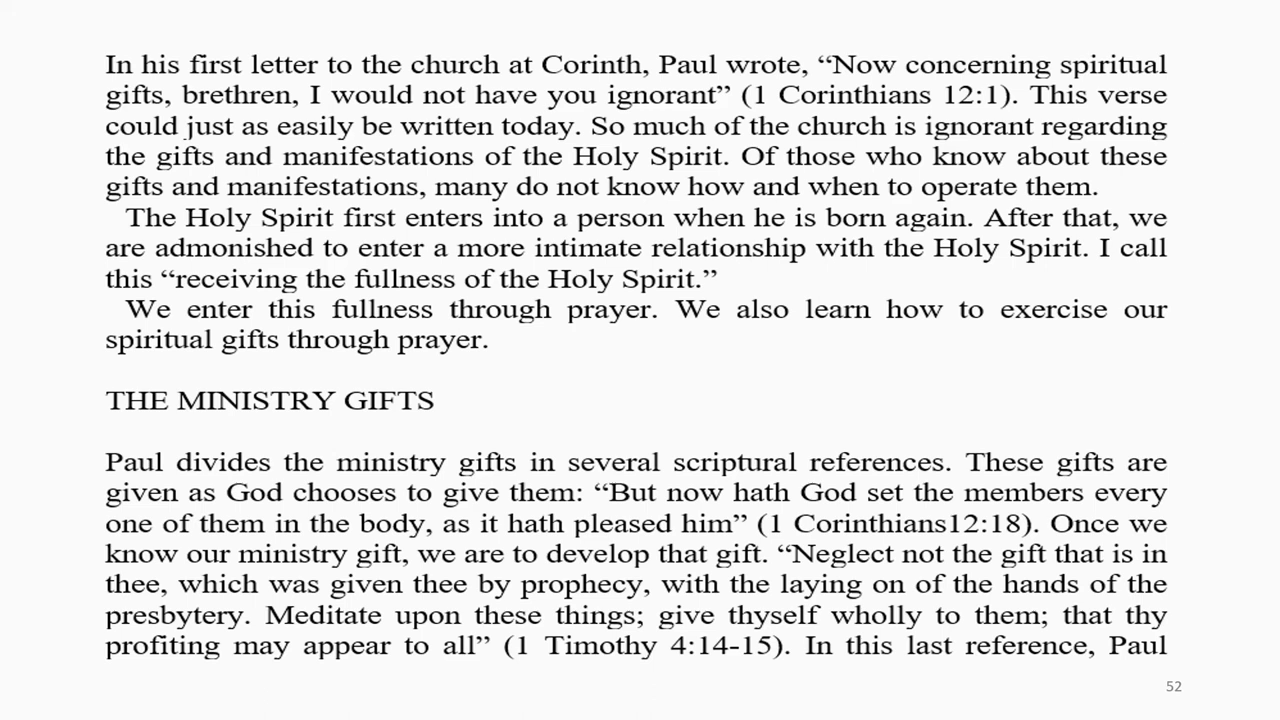 In his first letter to the church at Corinth, Paul wrote, “Now concerning spiritual
gifts, brethren, I would not have you ignorant” (1 Corinthians 12:1). This verse
could just as easily be written today. So much of the church is ignorant regarding
the gifts and manifestations of the Holy Spirit. Of those who know about these
gifts and manifestations, many do not know how and when to operate them.
The Holy Spirit first enters into a person when he is born again. After that, we
are admonished to enter a more intimate relationship with the Holy Spirit. I call
this “receiving the fullness of the Holy Spirit.”
We enter this fullness through prayer. We also learn how to exercise our
spiritual gifts through prayer.
THE MINISTRY GIFTS
Paul divides the ministry gifts in several scriptural references. These gifts are
given as God chooses to give them: “But now hath God set the members every
one of them in the body, as it hath pleased him” (1 Corinthians12:18). Once we
know our ministry gift, we are to develop that gift. “Neglect not the gift that is in
thee, which was given thee by prophecy, with the laying on of the hands of the
presbytery. Meditate upon these things; give thyself wholly to them; that thy
profiting may appear to all” (1 Timothy 4:14-15). In this last reference, Paul
52